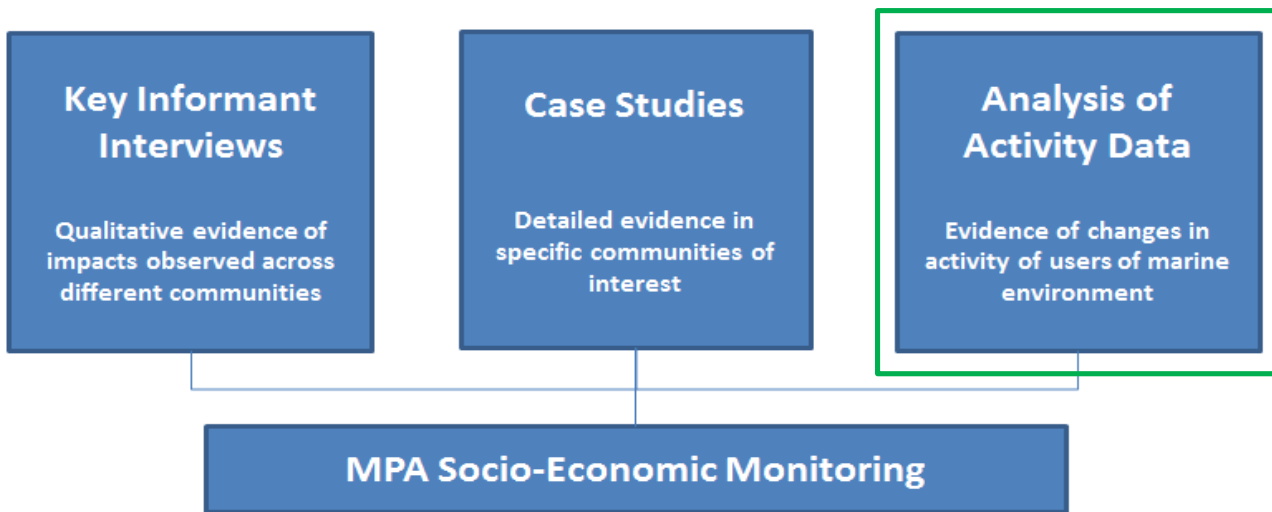 Key Informant
Interviews
Qualitative evidence of
impacts observed across
different communities
Case Studies
Detailed evidence in
specific communities of
interest
Analysis of
Activity Data
Evidence of changes in
activity of users of marine
environment
MPA Socio-Economic Monitoring